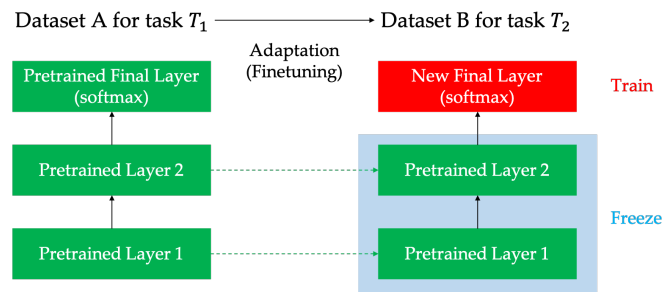 Dataset A for task T₁
Dataset B for task T₂
Adaptation
(Finetuning)
Pretrained Final Layer
(softmax)
New Final Layer
(softmax)
Train
Pretrained Layer 2
Pretrained Layer 2
Freeze
Pretrained Layer 1
Pretrained Layer 1